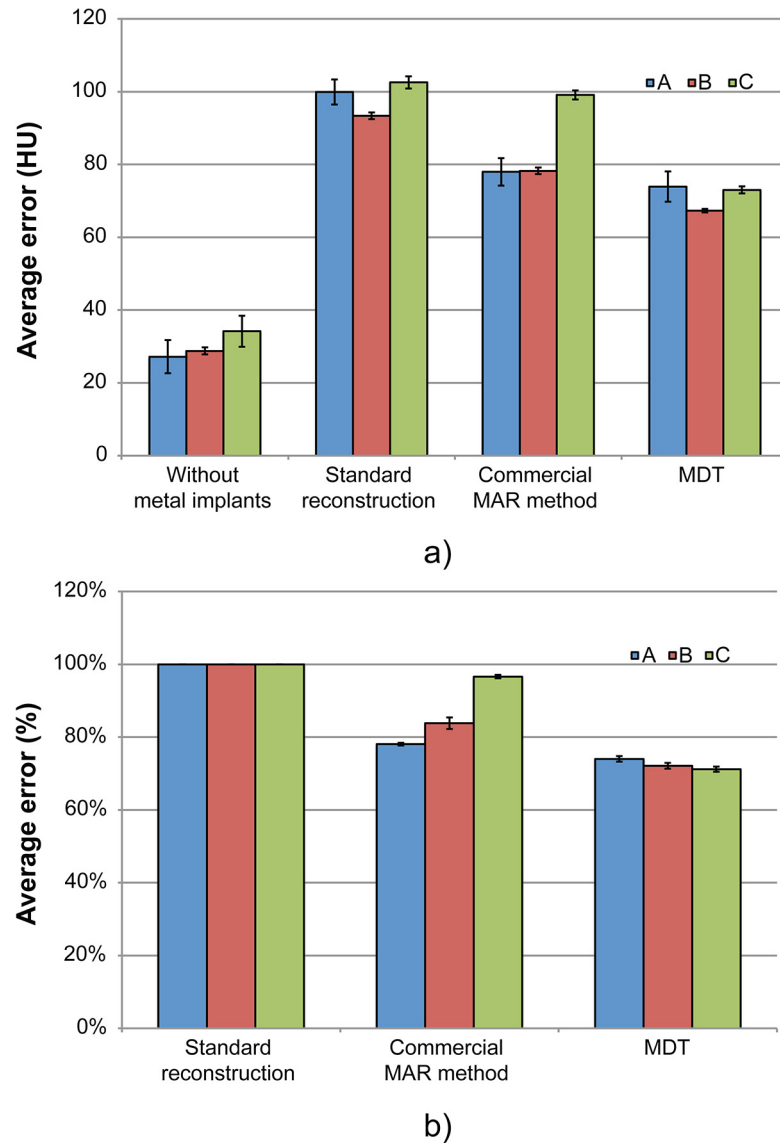 120
100
80
60
40
20
0
Average error (HU)
A B C
Without
metal implants
Standard
reconstruction
Commercial
MAR method
MDT
a)
120%
100%
80%
60%
40%
20%
0%
Average error (%)
A B C
Standard
reconstruction
Commercial
MAR method
MDT
b)